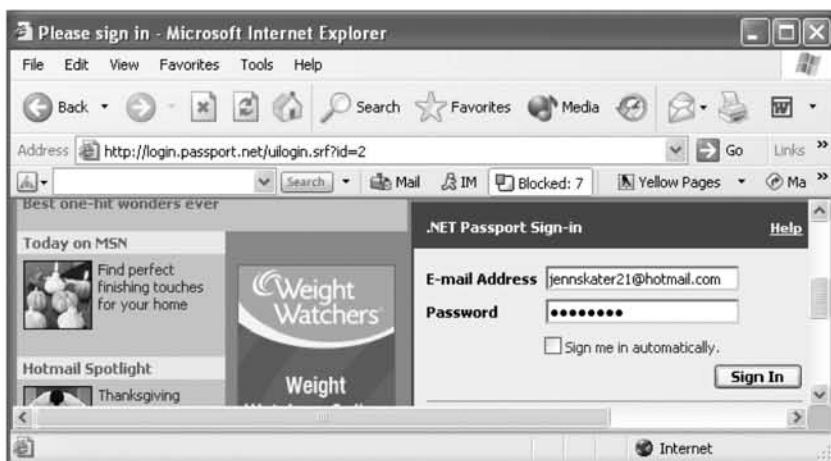 Please sign in - Microsoft Internet Explorer
File Edit View Favorites Tools Help
Back Search Favorites Media
Address http://login.passport.net/uilogin.srf?id=2 Go Links »
Search Mail IM Blocked: 7 Yellow Pages Ma »
Best one-hit wonders ever
Today on MSN
Find perfect
finishing touches
for your home
Hotmail Spotlight
Thanksgiving
Weight
Watchers
Weight
.NET Passport Sign-in Help
E-mail Address jennskater21@hotmail.com
Password ●●●●●●●●
Sign me in automatically.
Sign In
Internet